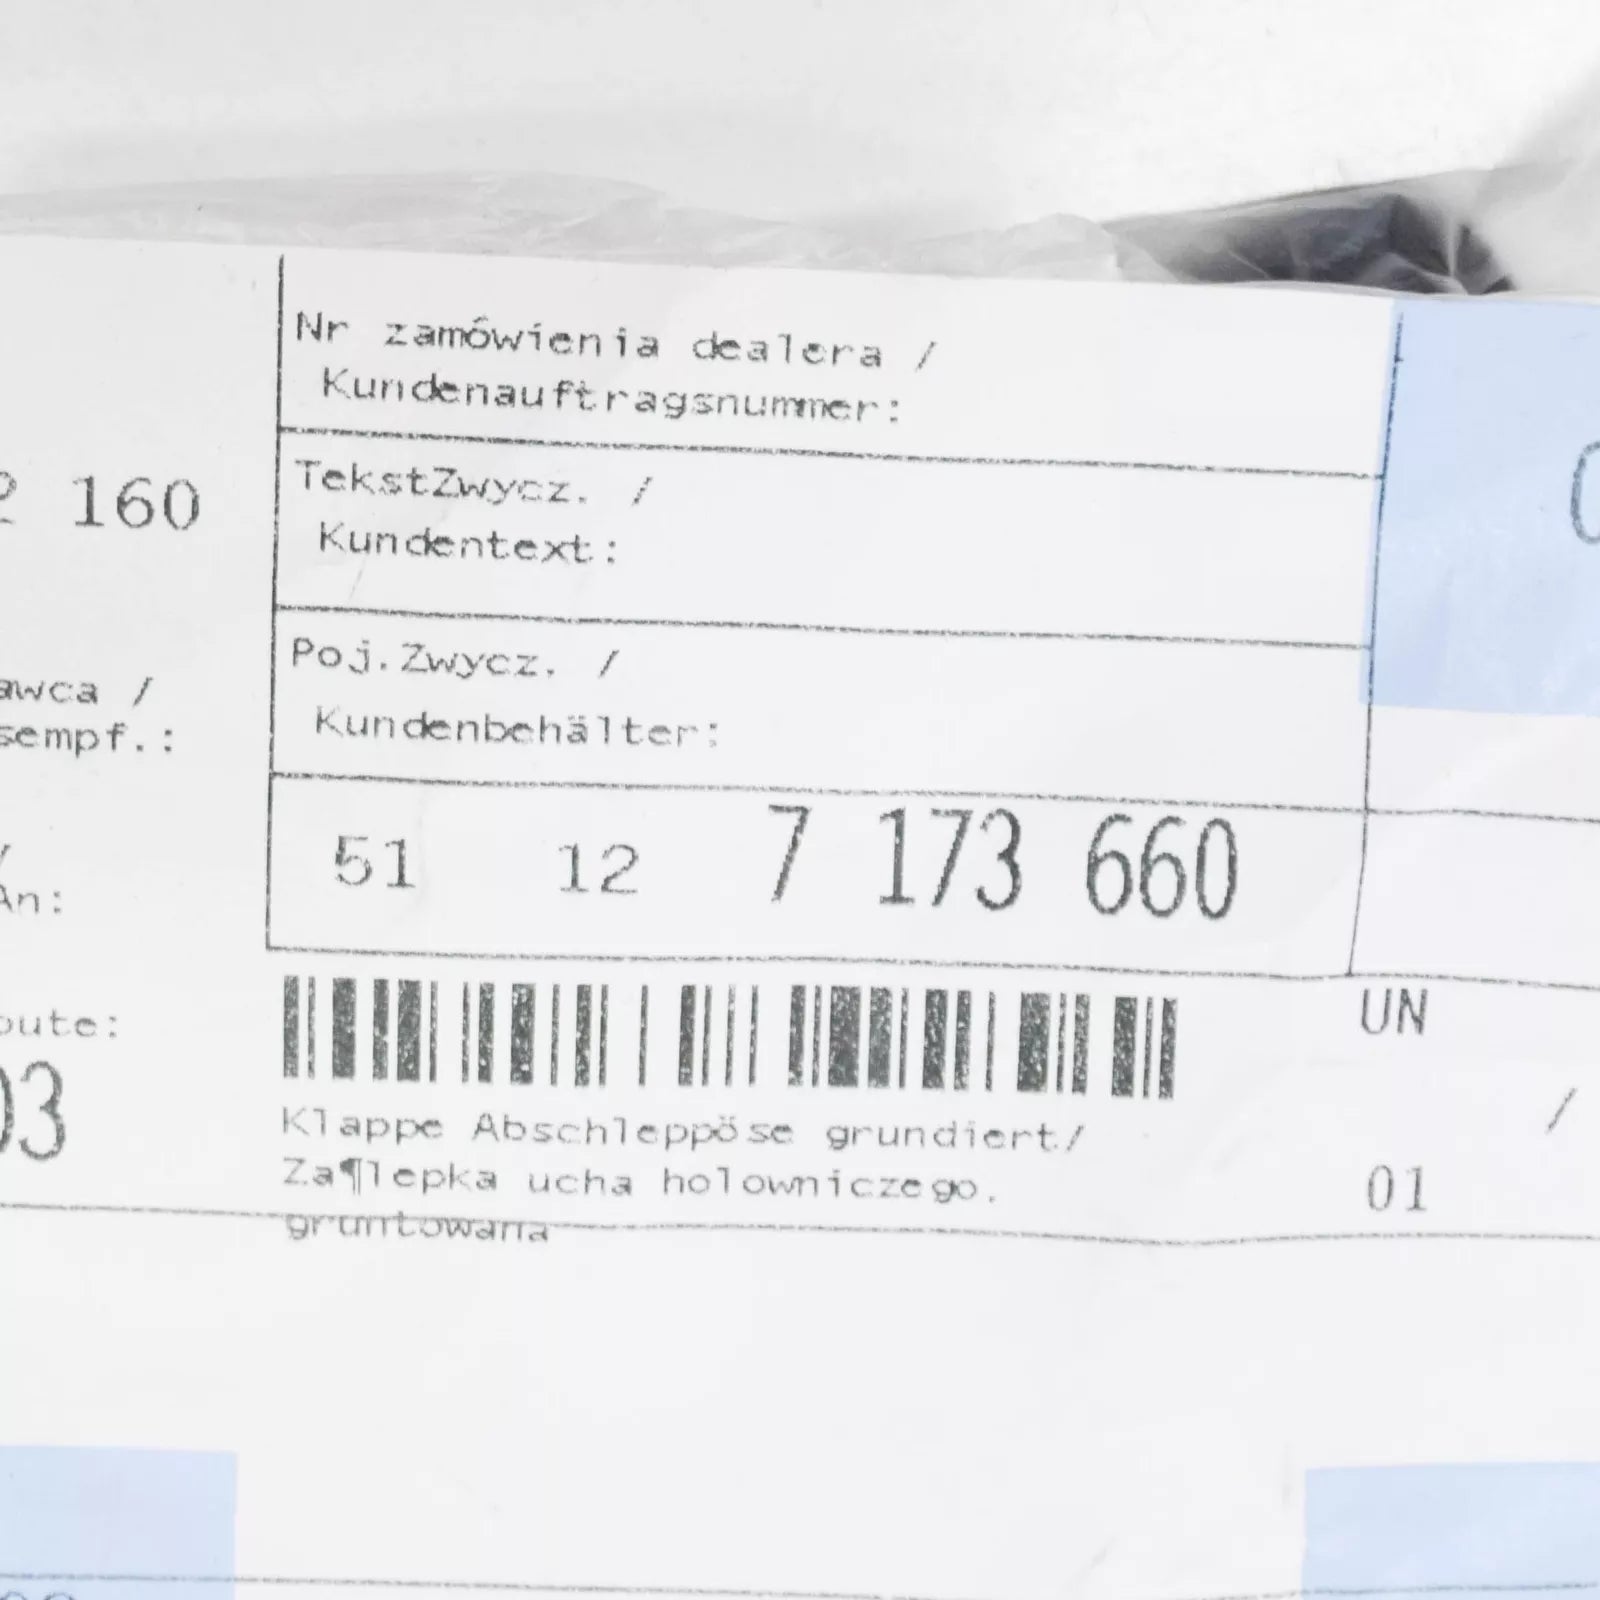 Nr zamówienia dealera /
Kundenauftragsnummer:
TekstZwycz. /
Kundentext:
160
Poj.Zwycz. /
Kundenbehälter:
awca /
sempf.:
51 12 7 173 660
/
An:
UN
oute:
03
Klappe Abschleppöse grundiert/
Za¶lepka ucha holowniczego.
gruntowana
/
01